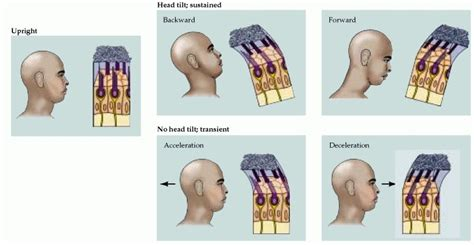 Head tilt; sustained
Upright
Backward
Forward
No head tilt; transient
Acceleration
Deceleration